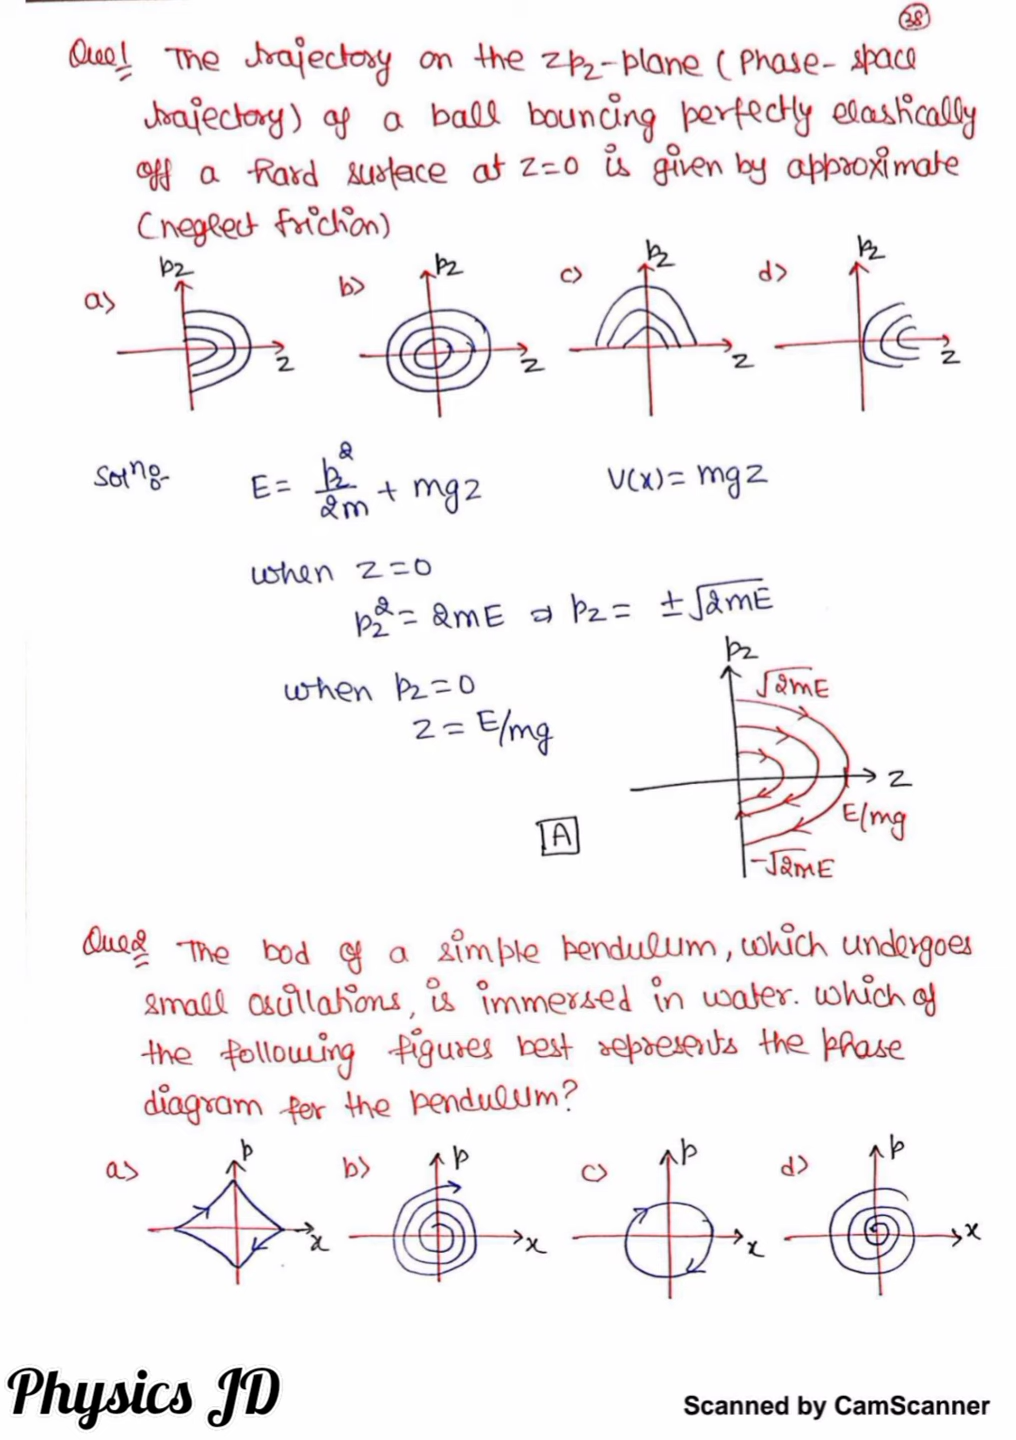 38
Que1 The trajectory on the zpz-plane (Phase-space
trajectory) of a ball bouncing perfectly elastically
off a hard surface at z=0 is given by approximate
(neglect friction)
a) pz z b) pz z c) pz z d) pz z
Soln:- E = pz²/2m + mgz V(x) = mgz
when z=0
pz² = 2mE ⇒ pz = ±√2mE
when pz=0
z = E/mg
pz
√2mE
z
E/mg
A
-√2mE
Que2 The bod of a simple pendulum, which undergoes
small oscillations, is immersed in water. which of
the following figures best represents the phase
diagram for the pendulum?
a) p x b) p x c) p x d) p x
Physics JD
Scanned by CamScanner